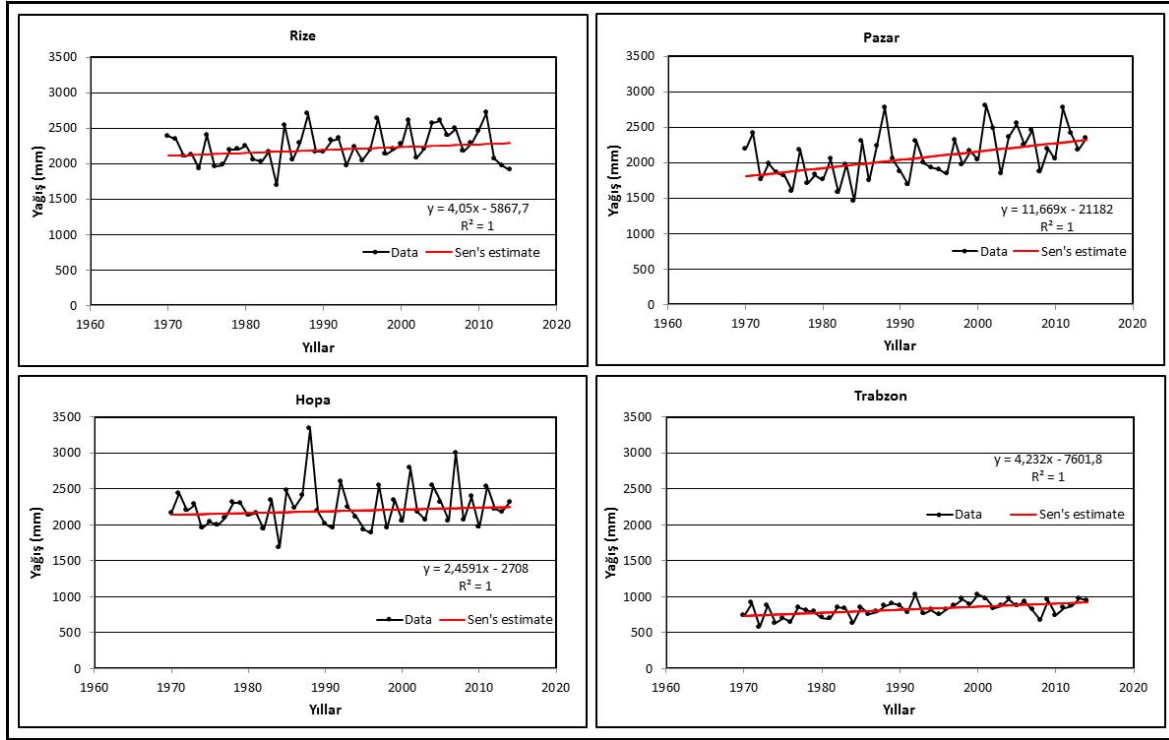 Rize
3500
3000
2500
2000
1500
1000
500
0
Yağış (mm)
y = 4,05x - 5867,7
R² = 1
Data Sen's estimate
1960 1970 1980 1990 2000 2010 2020
Yıllar
Pazar
3500
3000
2500
2000
1500
1000
500
0
Yağış (mm)
y = 11,669x - 21182
R² = 1
Data Sen's estimate
1960 1970 1980 1990 2000 2010 2020
Yıllar
Hopa
3500
3000
2500
2000
1500
1000
500
0
Yağış (mm)
y = 2,4591x - 2708
R² = 1
Data Sen's estimate
1960 1970 1980 1990 2000 2010 2020
Yıllar
Trabzon
3500
3000
2500
2000
1500
1000
500
0
Yağış (mm)
y = 4,232x - 7601,8
R² = 1
Data Sen's estimate
1960 1970 1980 1990 2000 2010 2020
Yıllar